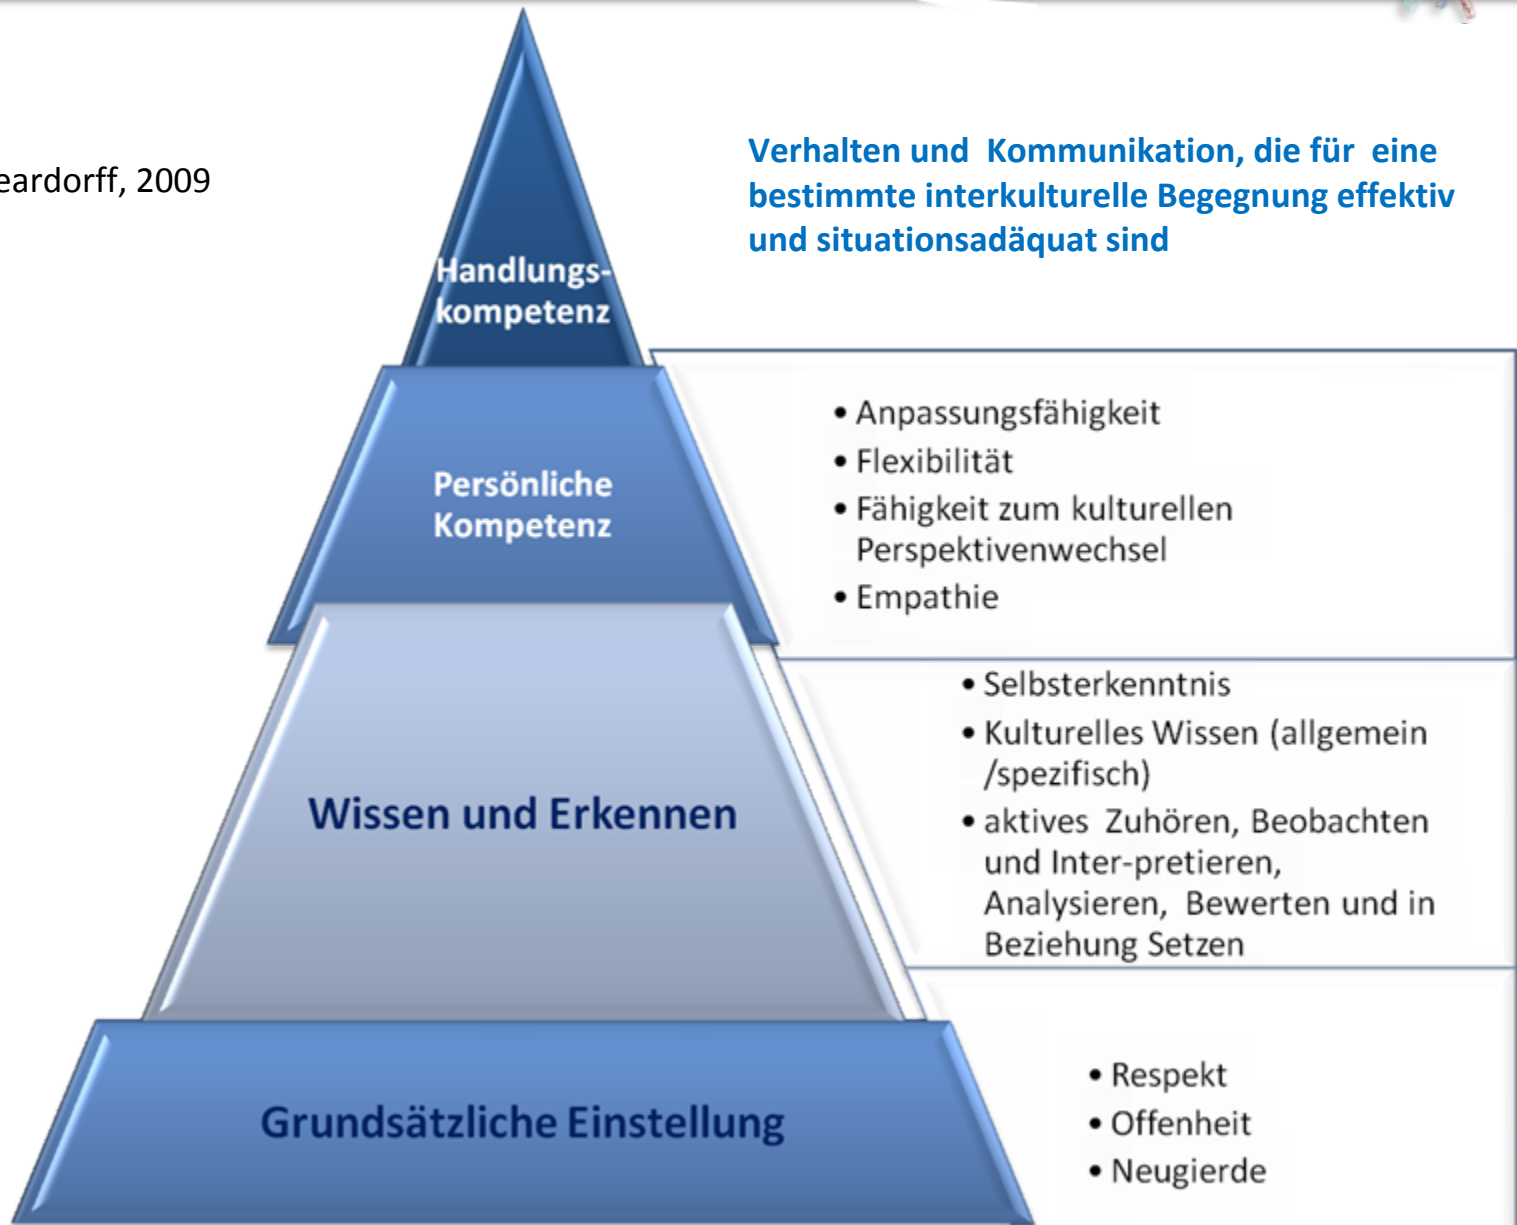 eardorff, 2009
Verhalten und Kommunikation, die für eine
bestimmte interkulturelle Begegnung effektiv
und situationsadäquat sind
Handlungs-
kompetenz
Persönliche
Kompetenz
• Anpassungsfähigkeit
• Flexibilität
• Fähigkeit zum kulturellen
Perspektivenwechsel
• Empathie
Wissen und Erkennen
• Selbsterkenntnis
• Kulturelles Wissen (allgemein
/spezifisch)
• aktives Zuhören, Beobachten
und Inter-pretieren,
Analysieren, Bewerten und in
Beziehung Setzen
Grundsätzliche Einstellung
• Respekt
• Offenheit
• Neugierde